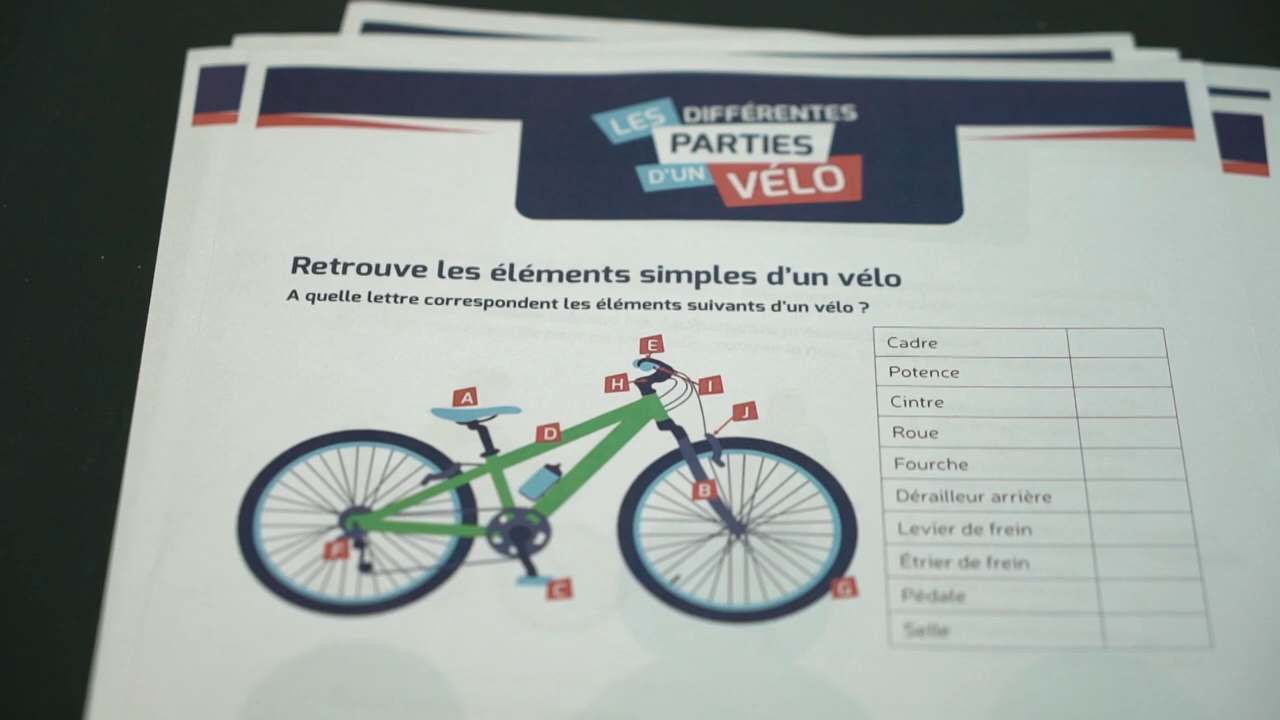 LES DIFFÉRENTES
PARTIES
D'UN VÉLO
Retrouve les éléments simples d'un vélo
A quelle lettre correspondent les éléments suivants d'un vélo ?
E
H
I
A
J
D
B
F
C
G
Cadre
Potence
Cintre
Roue
Fourche
Dérailleur arrière
Levier de frein
Étrier de frein
Pédale
Selle